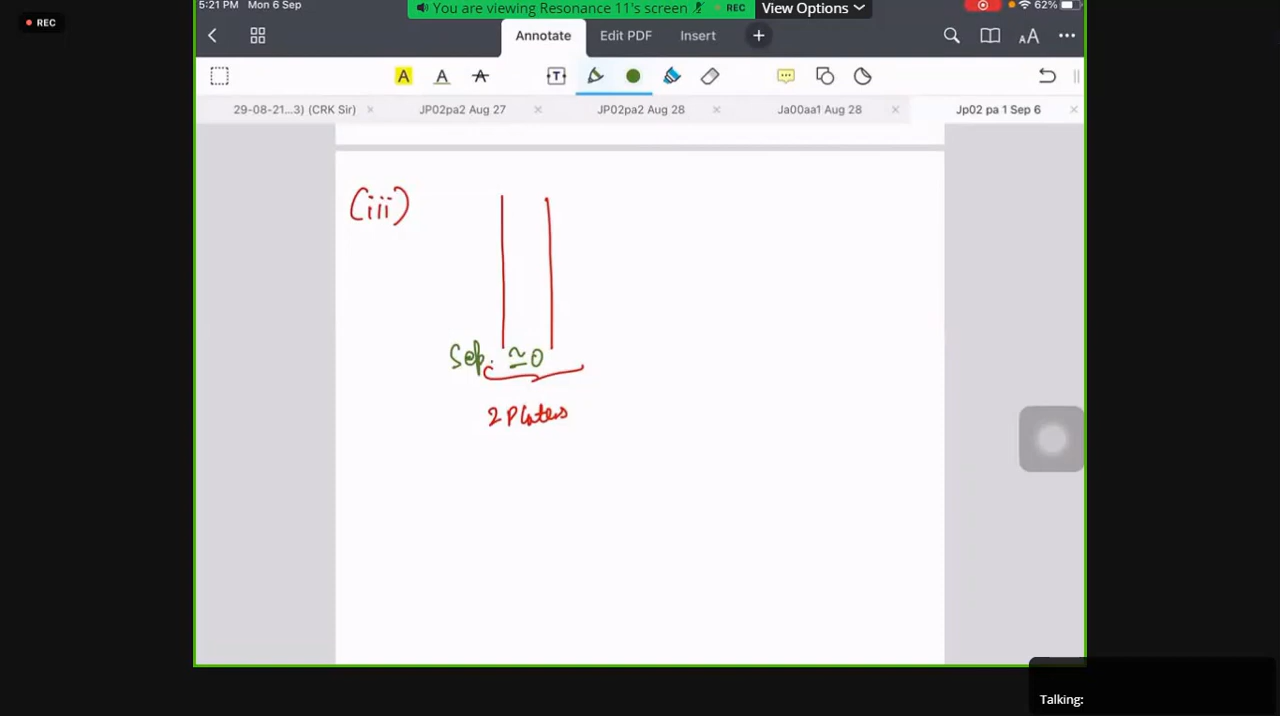 5:21 PM Mon 6 Sep
You are viewing Resonance 11's screen
REC
View Options
62%
REC
Annotate
Edit PDF
Insert
AA
A
A
A
T
29-08-21...3) (CRK Sir)
JP02pa2 Aug 27
JP02pa2 Aug 28
Ja00aa1 Aug 28
Jp02 pa 1 Sep 6
(iii)
Sep. ≃0
2 Plates
Talking: